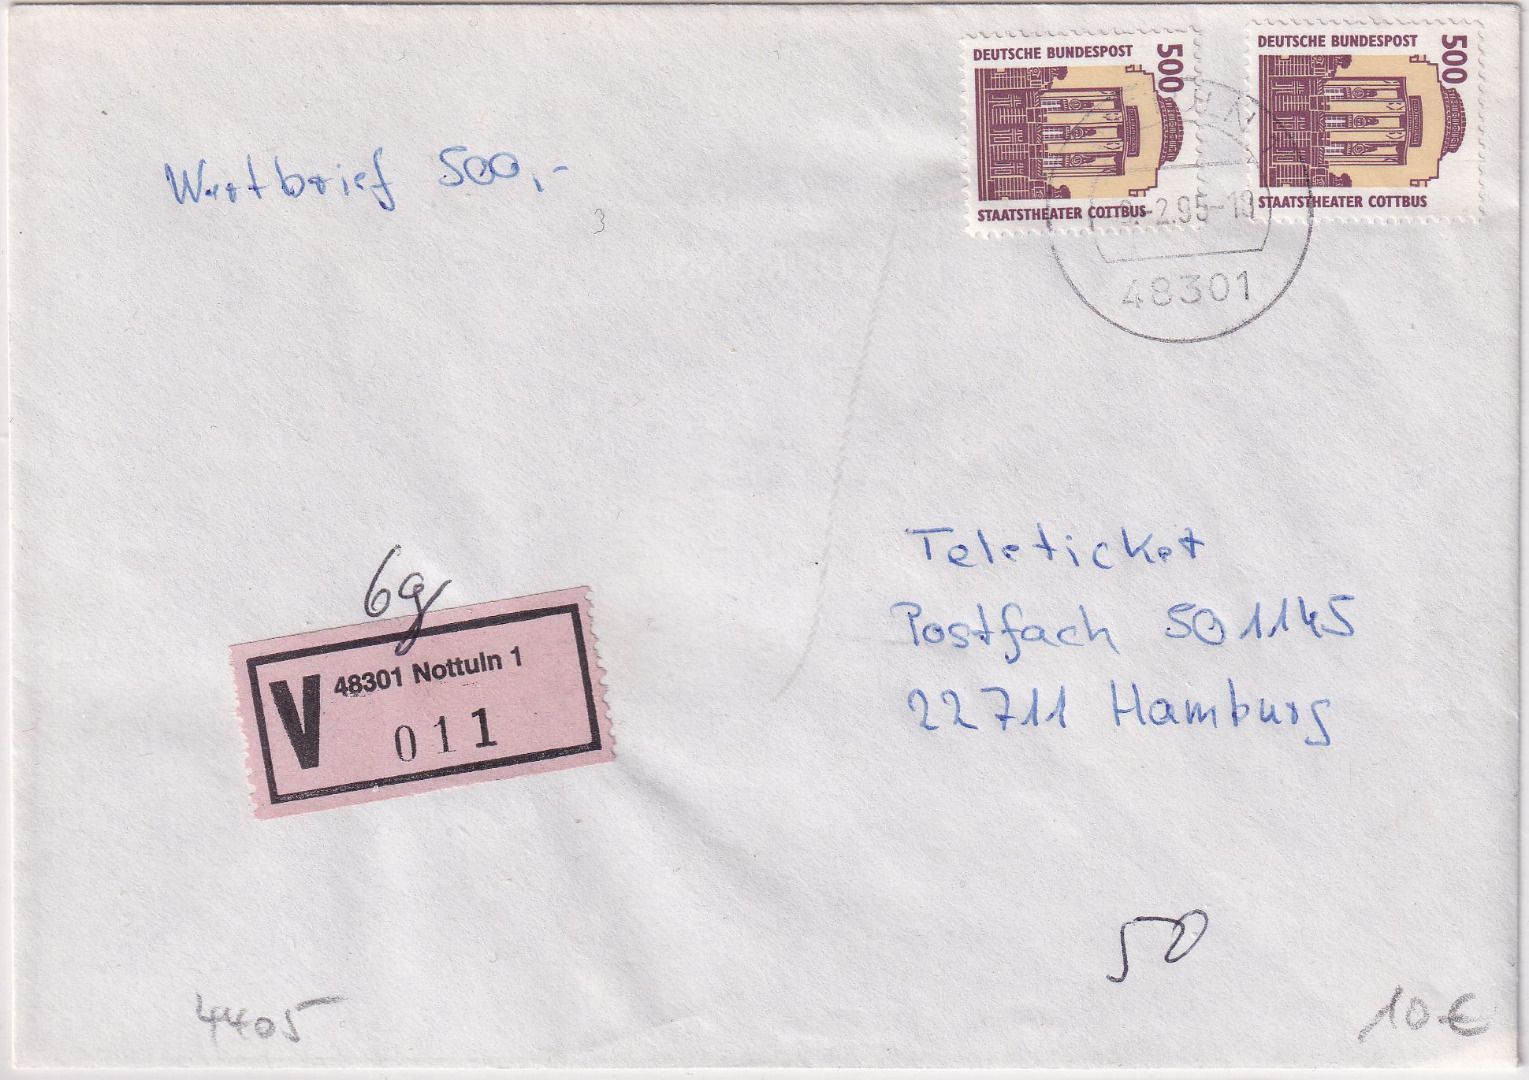 DEUTSCHE BUNDESPOST
500
STAATSTHEATER COTTBUS
DEUTSCHE BUNDESPOST
500
STAATSTHEATER COTTBUS
48301
Wertbrief 500,-
3
6g
V
48301 Nottuln 1
011
Teleticket
Postfach 501145
22711 Hamburg
50
4405
10 €